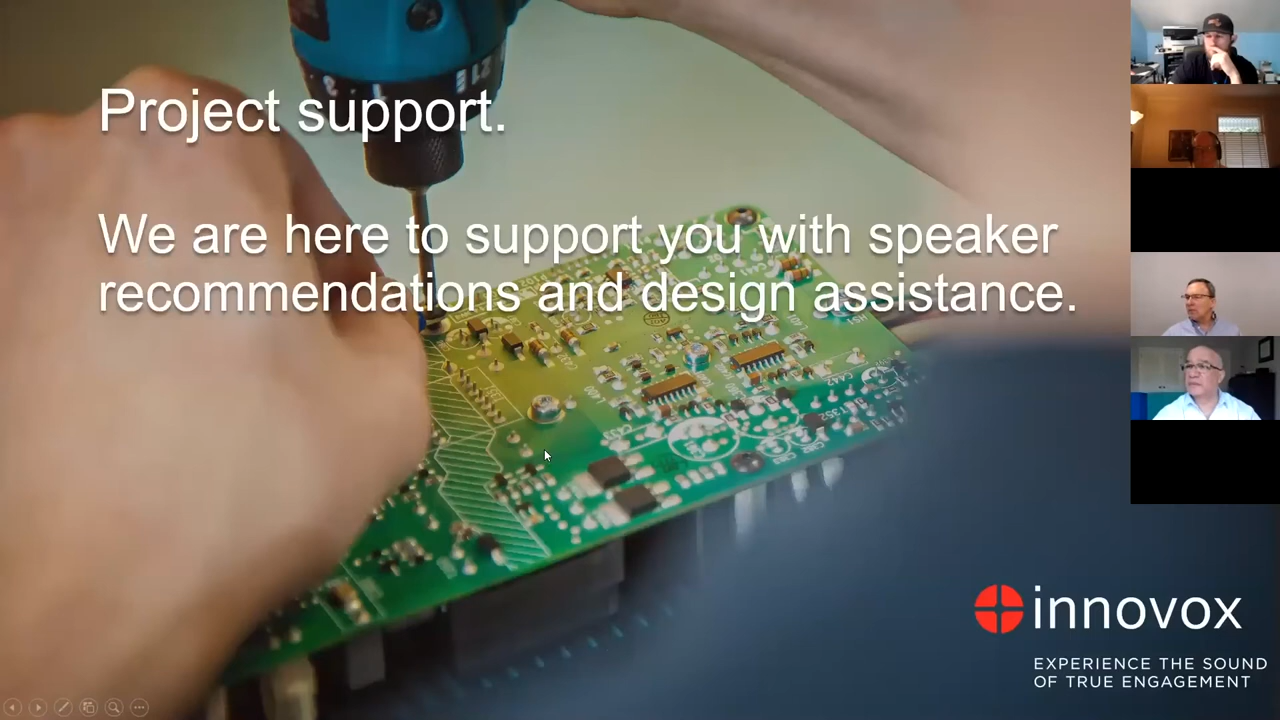 Project support.
We are here to support you with speaker
recommendations and design assistance.
innovox
EXPERIENCE THE SOUND
OF TRUE ENGAGEMENT